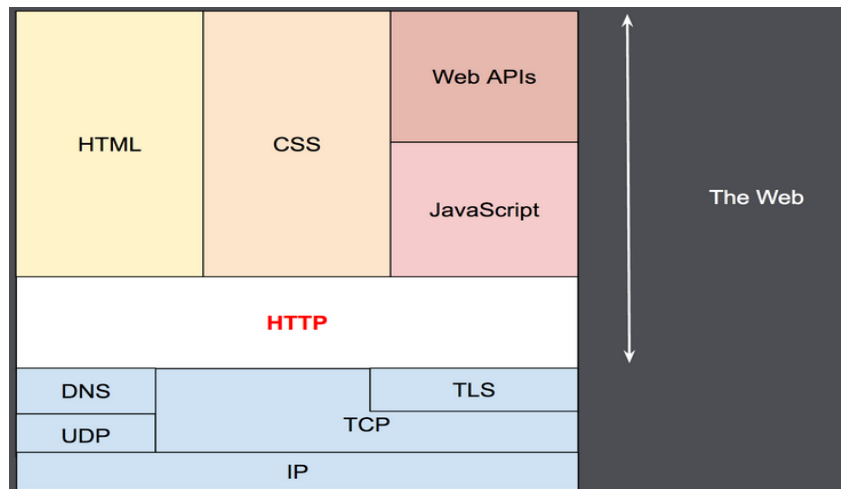 HTML
CSS
Web APIs
JavaScript
The Web
HTTP
DNS
TLS
TCP
UDP
IP